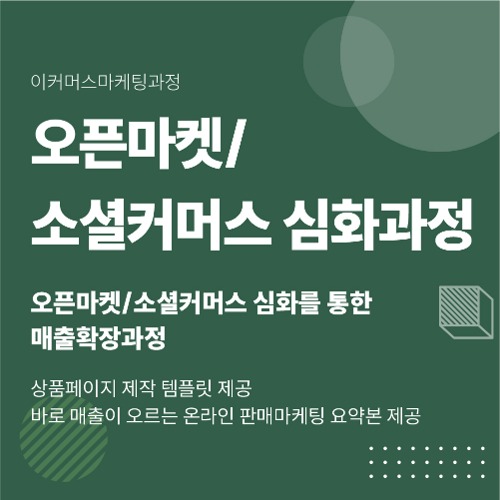 이커머스마케팅과정
오픈마켓/
소셜커머스 심화과정
오픈마켓/소셜커머스 심화를 통한
매출확장과정
상품페이지 제작 템플릿 제공
바로 매출이 오르는 온라인 판매마케팅 요약본 제공